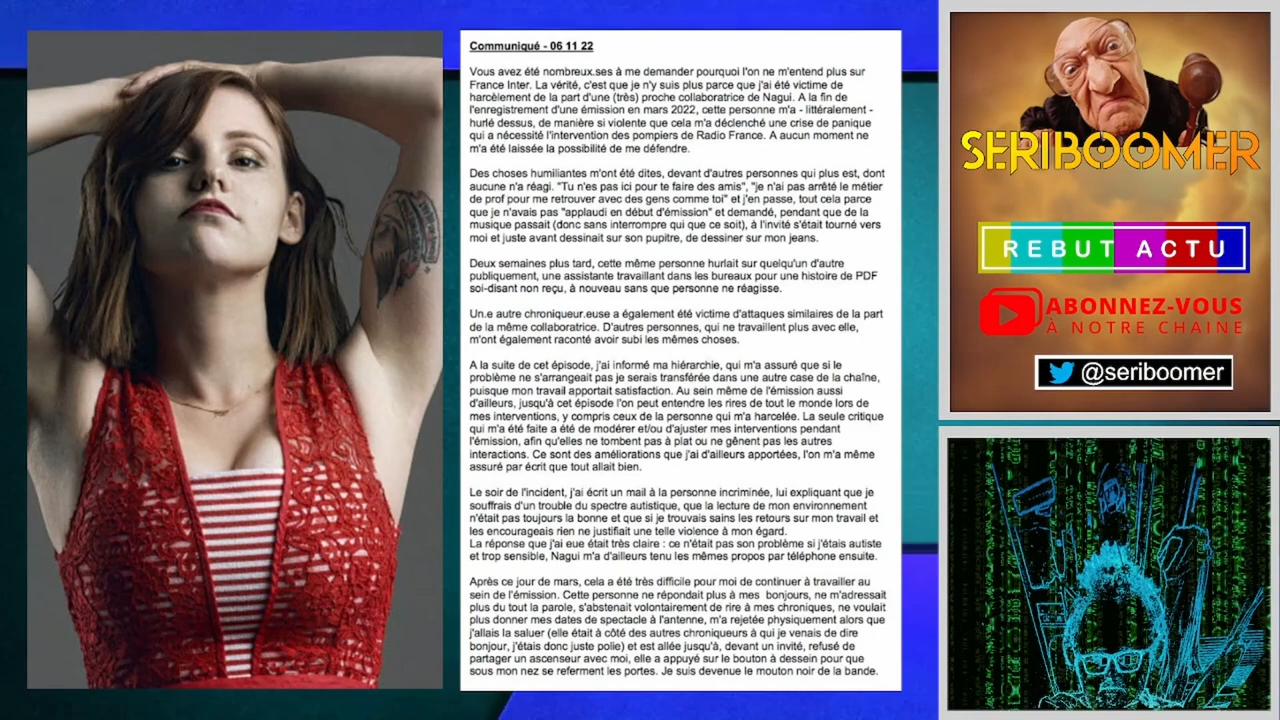 Communiqué - 06 11 22
Vous avez été nombreux.ses à me demander pourquoi l'on ne m'entend plus sur
France Inter. La vérité, c'est que je n'y suis plus parce que j'ai été victime de
harcèlement de la part d'une (très) proche collaboratrice de Nagui. A la fin de
l'enregistrement d'une émission en mars 2022, cette personne m'a - littéralement -
hurlé dessus, de manière si violente que cela m'a déclenché une crise de panique
qui a nécessité l'intervention des pompiers de Radio France. A aucun moment ne
m'a été laissée la possibilité de me défendre.
Des choses humiliantes m'ont été dites, devant d'autres personnes qui plus est, dont
aucune n'a réagi. "Tu n'es pas ici pour te faire des amis", "je n'ai pas arrêté le métier
de prof pour me retrouver avec des gens comme toi" et j'en passe, tout cela parce
que je n'avais pas "applaudi en début d'émission" et demandé, pendant que de la
musique passait (donc sans interrompre qui que ce soit), à l'invité s'était tourné vers
moi et juste avant dessinait sur son pupitre, de dessiner sur mon jeans.
Deux semaines plus tard, cette même personne hurlait sur quelqu'un d'autre
publiquement, une assistante travaillant dans les bureaux pour une histoire de PDF
soi-disant non reçu, à nouveau sans que personne ne réagisse.
Un.e autre chroniqueur.euse a également été victime d'attaques similaires de la part
de la même collaboratrice. D'autres personnes, qui ne travaillent plus avec elle,
m'ont également raconté avoir subi les mêmes choses.
A la suite de cet épisode, j'ai informé ma hiérarchie, qui m'a assuré que si le
problème ne s'arrangeait pas je serais transférée dans une autre case de la chaîne,
puisque mon travail apportait satisfaction. Au sein même de l'émission aussi
d'ailleurs, jusqu'à cet épisode l'on peut entendre les rires de tout le monde lors de
mes interventions, y compris ceux de la personne qui m'a harcelée. La seule critique
qui m'a été faite a été de modérer et/ou d'ajuster mes interventions pendant
l'émission, afin qu'elles ne tombent pas à plat ou ne gênent pas les autres
interactions. Ce sont des améliorations que j'ai d'ailleurs apportées, l'on m'a même
assuré par écrit que tout allait bien.
Le soir de l'incident, j'ai écrit un mail à la personne incriminée, lui expliquant que je
souffrais d'un trouble du spectre autistique, que la lecture de mon environnement
n'était pas toujours la bonne et que si je trouvais sains les retours sur mon travail et
les encourageais rien ne justifiait une telle violence à mon égard.
La réponse que j'ai eue était très claire : ce n'était pas son problème si j'étais autiste
et trop sensible, Nagui m'a d'ailleurs tenu les mêmes propos par téléphone ensuite.
Après ce jour de mars, cela a été très difficile pour moi de continuer à travailler au
sein de l'émission. Cette personne ne répondait plus à mes bonjours, ne m'adressait
plus du tout la parole, s'abstenait volontairement de rire à mes chroniques, ne voulait
plus donner mes dates de spectacle à l'antenne, m'a rejetée physiquement alors que
j'allais la saluer (elle était à côté des autres chroniqueurs à qui je venais de dire
bonjour, j'étais donc juste polie) et est allée jusqu'à, devant un invité, refusé de
partager un ascenseur avec moi, elle a appuyé sur le bouton à dessein pour que
sous mon nez se referment les portes. Je suis devenue le mouton noir de la bande.
SERIBOOMER
REBUT ACTU
ABONNEZ-VOUS
À NOTRE CHAINE
@seriboomer